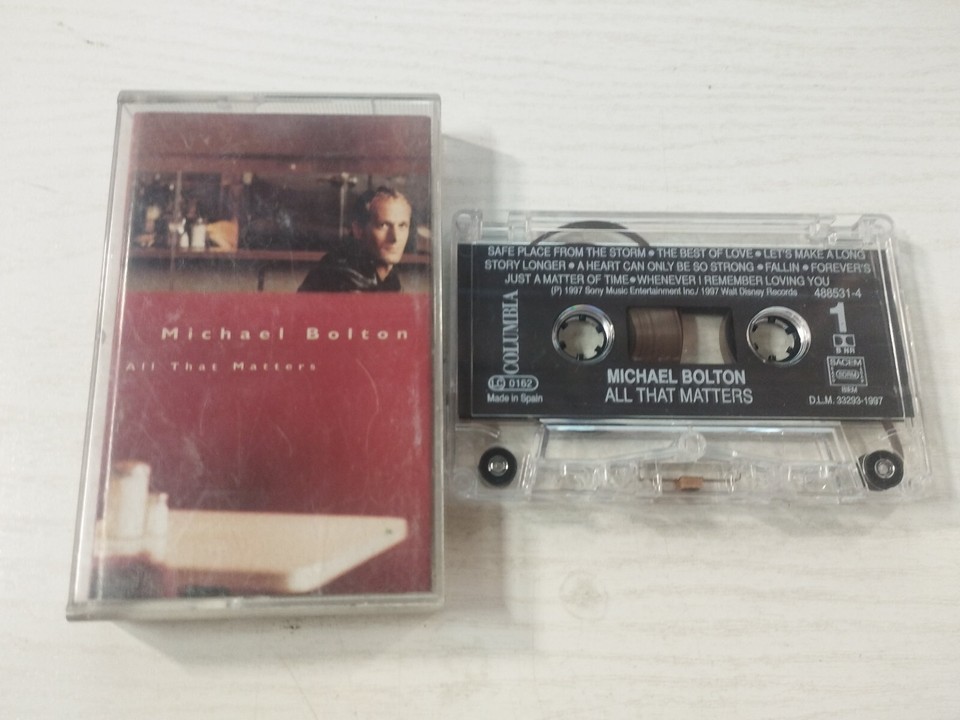 Michael Bolton
All That Matters
SAFE PLACE FROM THE STORM • THE BEST OF LOVE • LET'S MAKE A LONG
STORY LONGER • A HEART CAN ONLY BE SO STRONG • FALLIN • FOREVER'S
JUST A MATTER OF TIME • WHENEVER I REMEMBER LOVING YOU
(P) 1997 Sony Music Entertainment Inc./ 1997 Walt Disney Records 488531-4
COLUMBIA
1
B NR
LC 0162
Made in Spain
MICHAEL BOLTON
ALL THAT MATTERS
SACEM
SDRM
BIEM
D.L.M. 33293-1997